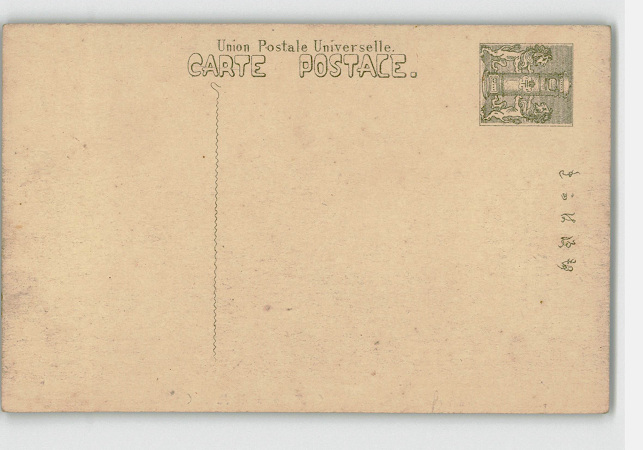 Union Postale Universelle.
CARTE POSTALE.